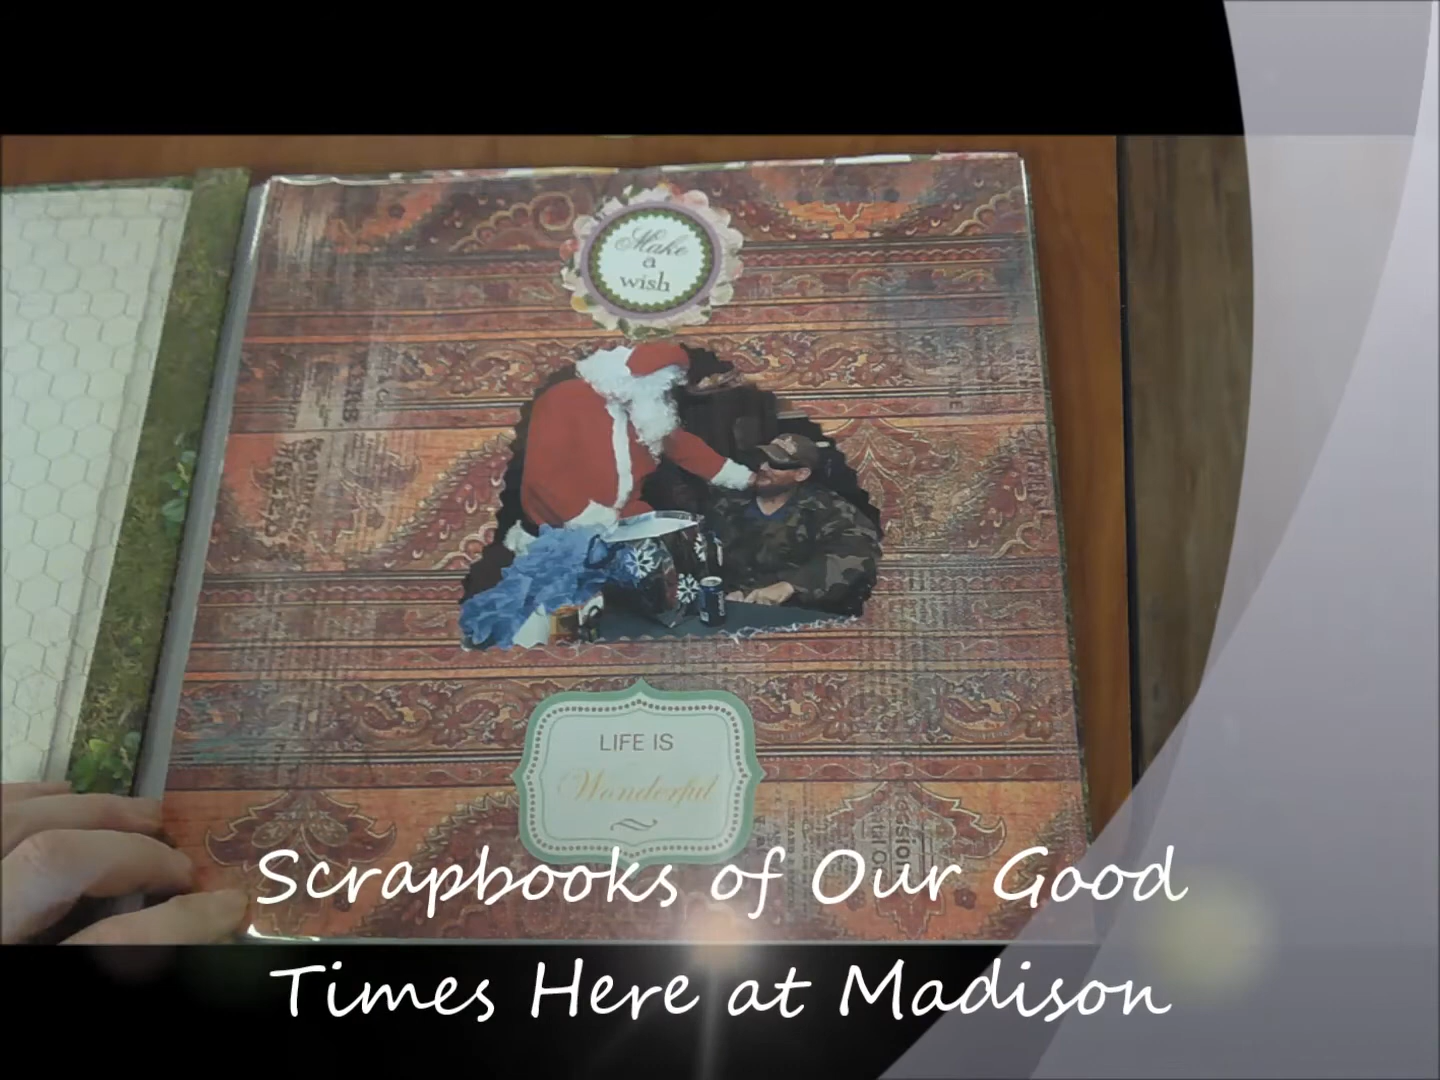 Make
a
wish
LIFE IS
Wonderful
Scrapbooks of Our Good
Times Here at Madison